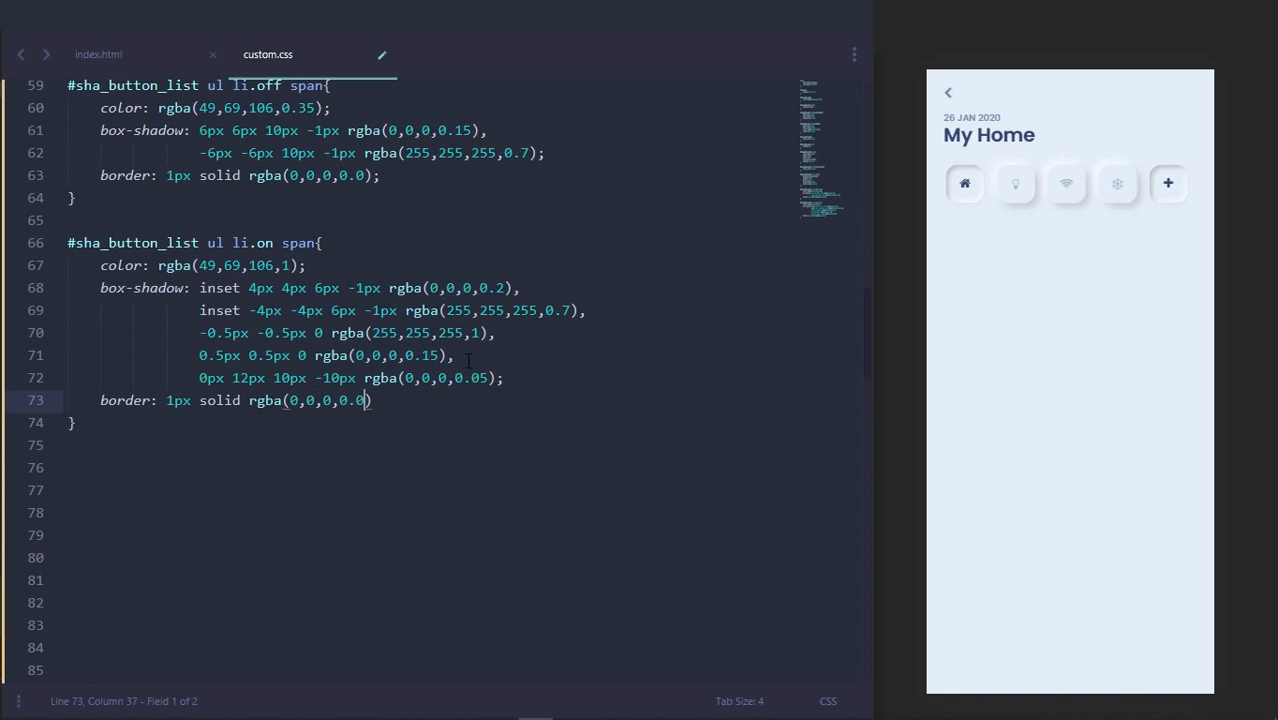 index.html
custom.css
59 #sha_button_list ul li.off span{
60 color: rgba(49,69,106,0.35);
61 box-shadow: 6px 6px 10px -1px rgba(0,0,0,0.15),
62 -6px -6px 10px -1px rgba(255,255,255,0.7);
63 border: 1px solid rgba(0,0,0,0.0);
64 }
65
66 #sha_button_list ul li.on span{
67 color: rgba(49,69,106,1);
68 box-shadow: inset 4px 4px 6px -1px rgba(0,0,0,0.2),
69 inset -4px -4px 6px -1px rgba(255,255,255,0.7),
70 -0.5px -0.5px 0 rgba(255,255,255,1),
71 0.5px 0.5px 0 rgba(0,0,0,0.15),
72 0px 12px 10px -10px rgba(0,0,0,0.05);
73 border: 1px solid rgba(0,0,0,0.0)
74 }
75
76
77
78
79
80
81
82
83
84
85
Line 73, Column 37 - Field 1 of 2
Tab Size: 4
CSS
26 JAN 2020
My Home